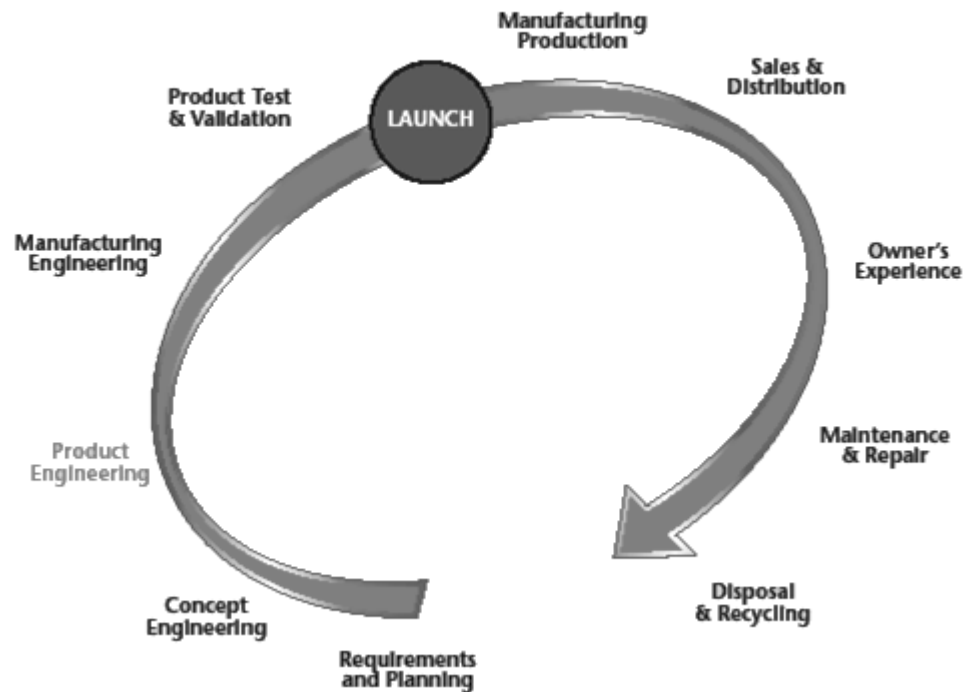 Manufacturing
Production
Sales &
Distribution
Product Test
& Validation
LAUNCH
Manufacturing
Engineering
Owner's
Experience
Product
Engineering
Maintenance
& Repair
Concept
Engineering
Disposal
& Recycling
Requirements
and Planning